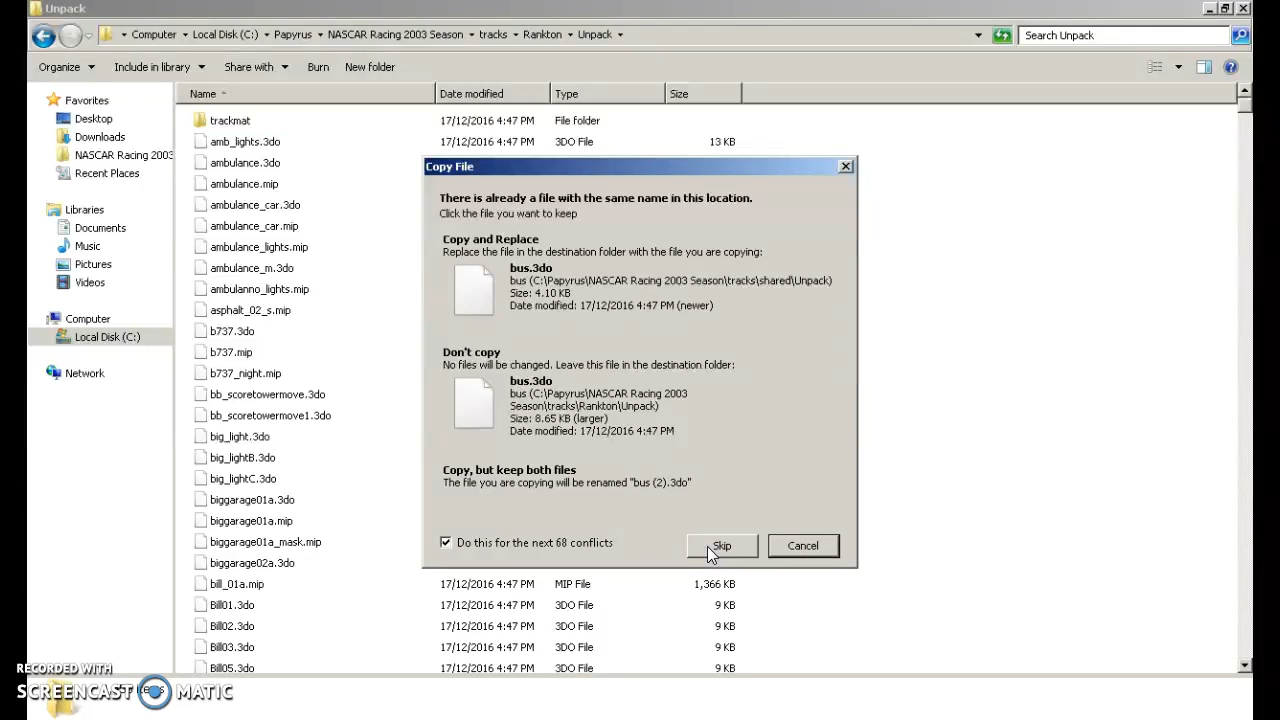 Unpack
Computer Local Disk (C:) Papyrus NASCAR Racing 2003 Season tracks Rankton Unpack
Search Unpack
Organize Include in library Share with Burn New folder
Name Date modified Type Size
Favorites
Desktop
Downloads
NASCAR Racing 2003
Recent Places
Libraries
Documents
Music
Pictures
Videos
Computer
Local Disk (C:)
Network
trackmat 17/12/2016 4:47 PM File folder
amb_lights.3do 17/12/2016 4:47 PM 3DO File 13 KB
ambulance.3do
ambulance.mip
ambulance_car.3do
ambulance_car.mip
ambulance_lights.mip
ambulance_m.3do
ambulanno_lights.mip
asphalt_02_s.mip
b737.3do
b737.mip
b737_night.mip
bb_scoretowermove.3do
bb_scoretowermove1.3do
big_light.3do
big_lightB.3do
big_lightC.3do
biggarage01a.3do
biggarage01a.mip
biggarage01a_mask.mip
biggarage02a.3do
bill_01a.mip 17/12/2016 4:47 PM MIP File 1,366 KB
Bill01.3do 17/12/2016 4:47 PM 3DO File 9 KB
Bill02.3do 17/12/2016 4:47 PM 3DO File 9 KB
Bill03.3do 17/12/2016 4:47 PM 3DO File 9 KB
Bill05.3do 17/12/2016 4:47 PM 3DO File 9 KB
Copy File
There is already a file with the same name in this location.
Click the file you want to keep
Copy and Replace
Replace the file in the destination folder with the file you are copying:
bus.3do
bus (C:\Papyrus\NASCAR Racing 2003 Season\tracks\shared\Unpack)
Size: 4.10 KB
Date modified: 17/12/2016 4:47 PM (newer)
Don't copy
No files will be changed. Leave this file in the destination folder:
bus.3do
bus (C:\Papyrus\NASCAR Racing 2003
Season\tracks\Rankton\Unpack)
Size: 8.65 KB (larger)
Date modified: 17/12/2016 4:47 PM
Copy, but keep both files
The file you are copying will be renamed "bus (2).3do"
Do this for the next 68 conflicts
Skip Cancel
RECORDED WITH
SCREENCAST MATIC